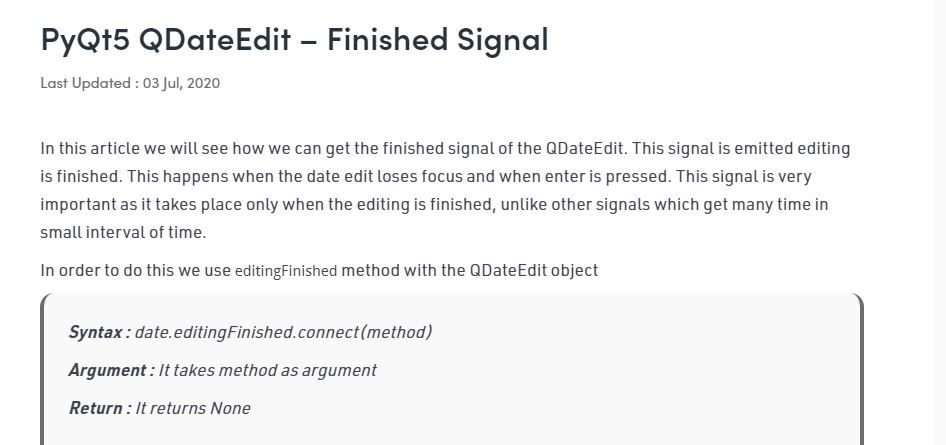 PyQt5 QDateEdit – Finished Signal
Last Updated : 03 Jul, 2020
In this article we will see how we can get the finished signal of the QDateEdit. This signal is emitted editing
is finished. This happens when the date edit loses focus and when enter is pressed. This signal is very
important as it takes place only when the editing is finished, unlike other signals which get many time in
small interval of time.
In order to do this we use editingFinished method with the QDateEdit object
Syntax : date.editingFinished.connect(method)
Argument : It takes method as argument
Return : It returns None